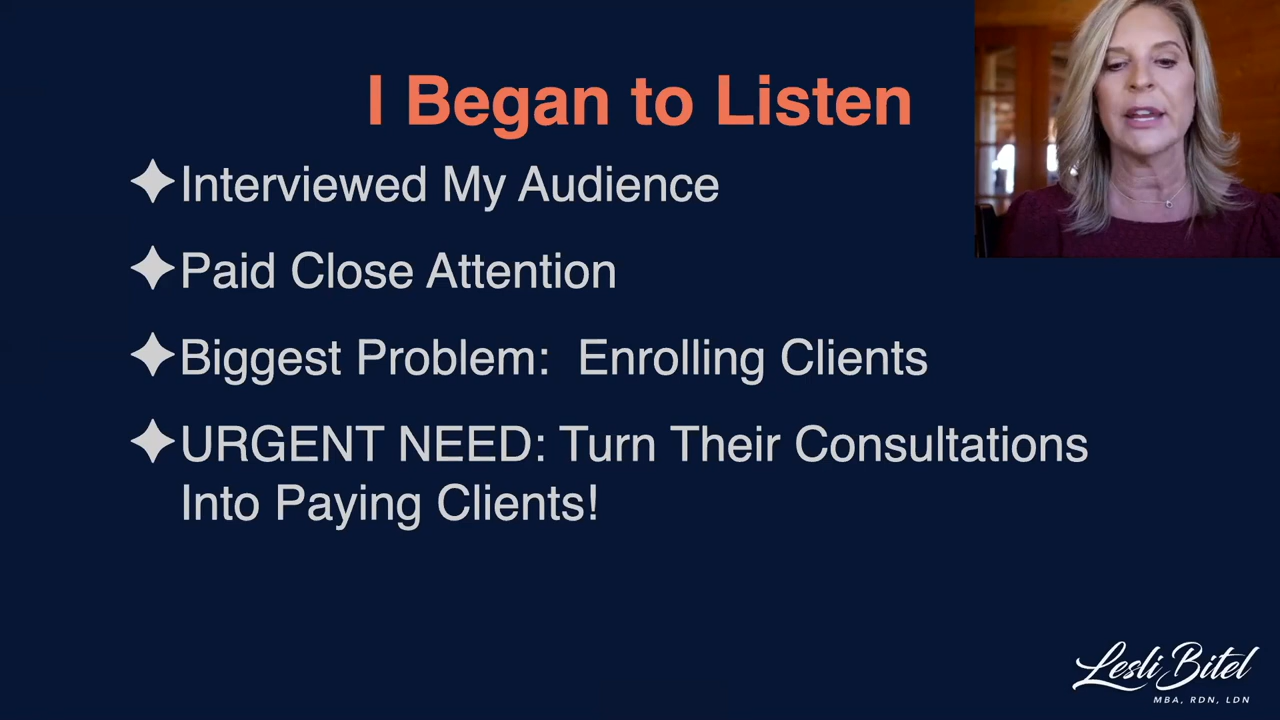 I Began to Listen
Interviewed My Audience
Paid Close Attention
Biggest Problem:  Enrolling Clients
URGENT NEED: Turn Their Consultations
Into Paying Clients!
Lesli Bitel
MBA, RDN, LDN